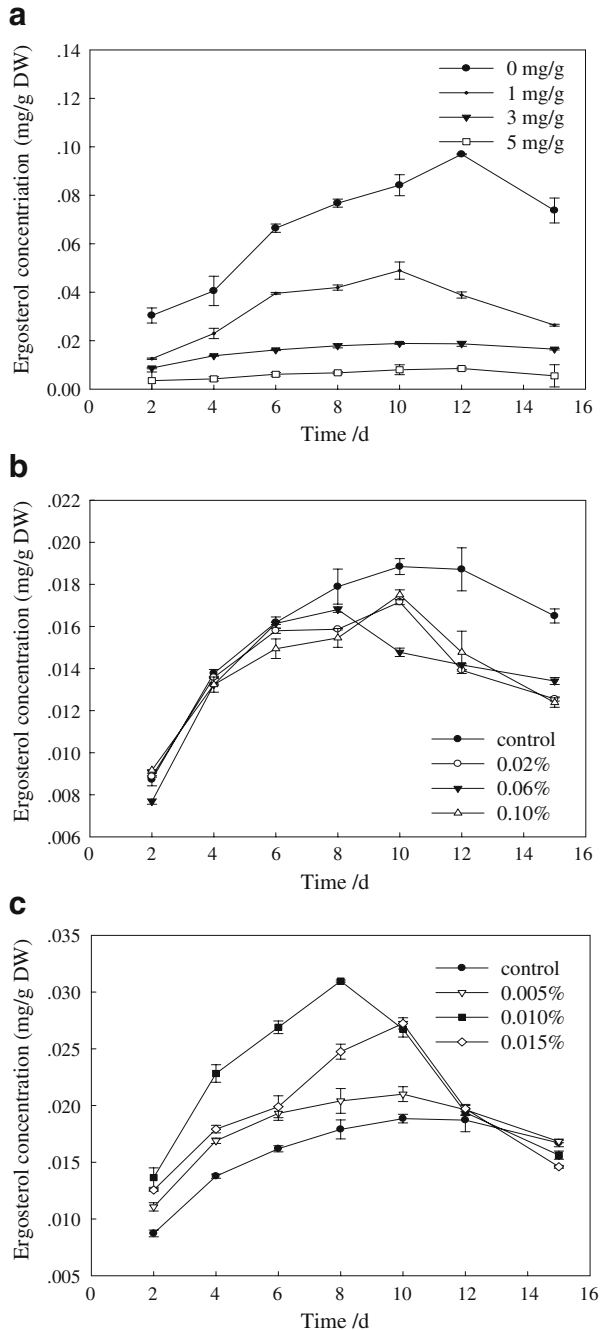 a
.14
.12
.10
.08
.06
.04
.02
0.00
Ergosterol concentriation (mg/g DW)
0 mg/g
1 mg/g
3 mg/g
5 mg/g
0 2 4 6 8 10 12 14 16
Time /d
b
.022
.020
.018
.016
.014
.012
.010
.008
.006
Ergosterol concentration (mg/g DW)
control
0.02%
0.06%
0.10%
0 2 4 6 8 10 12 14 16
Time /d
c
.035
.030
.025
.020
.015
.010
.005
Ergosterol concentration (mg/g DW)
control
0.005%
0.010%
0.015%
0 2 4 6 8 10 12 14 16
Time /d